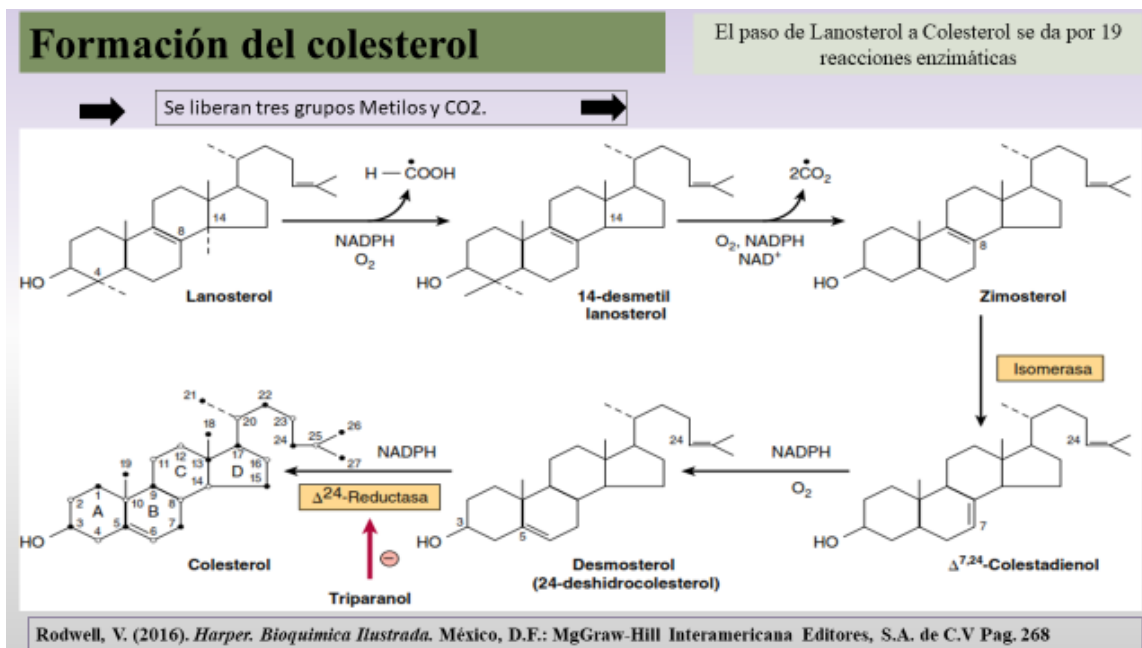 Formación del colesterol
El paso de Lanosterol a Colesterol se da por 19
reacciones enzimáticas
Se liberan tres grupos Metilos y CO2.
H — ĊOOH
NADPH
O₂
HO
4
8
14
Lanosterol
2ĊO₂
O₂, NADPH
NAD⁺
HO
14
14-desmetil
lanosterol
HO
8
Zimosterol
Isomerasa
21
22
20
23
24
25
26
27
18
12
17
19
11
C
13
D
16
14
15
1
9
2
10
8
A
B
3
5
7
4
6
HO
Colesterol
NADPH
Δ²⁴-Reductasa
Triparanol
24
3
5
HO
Desmosterol
(24-deshidrocolesterol)
NADPH
O₂
24
7
HO
Δ⁷,²⁴-Colestadienol
Rodwell, V. (2016). Harper. Bioquimica Ilustrada. México, D.F.: MgGraw-Hill Interamericana Editores, S.A. de C.V Pag. 268